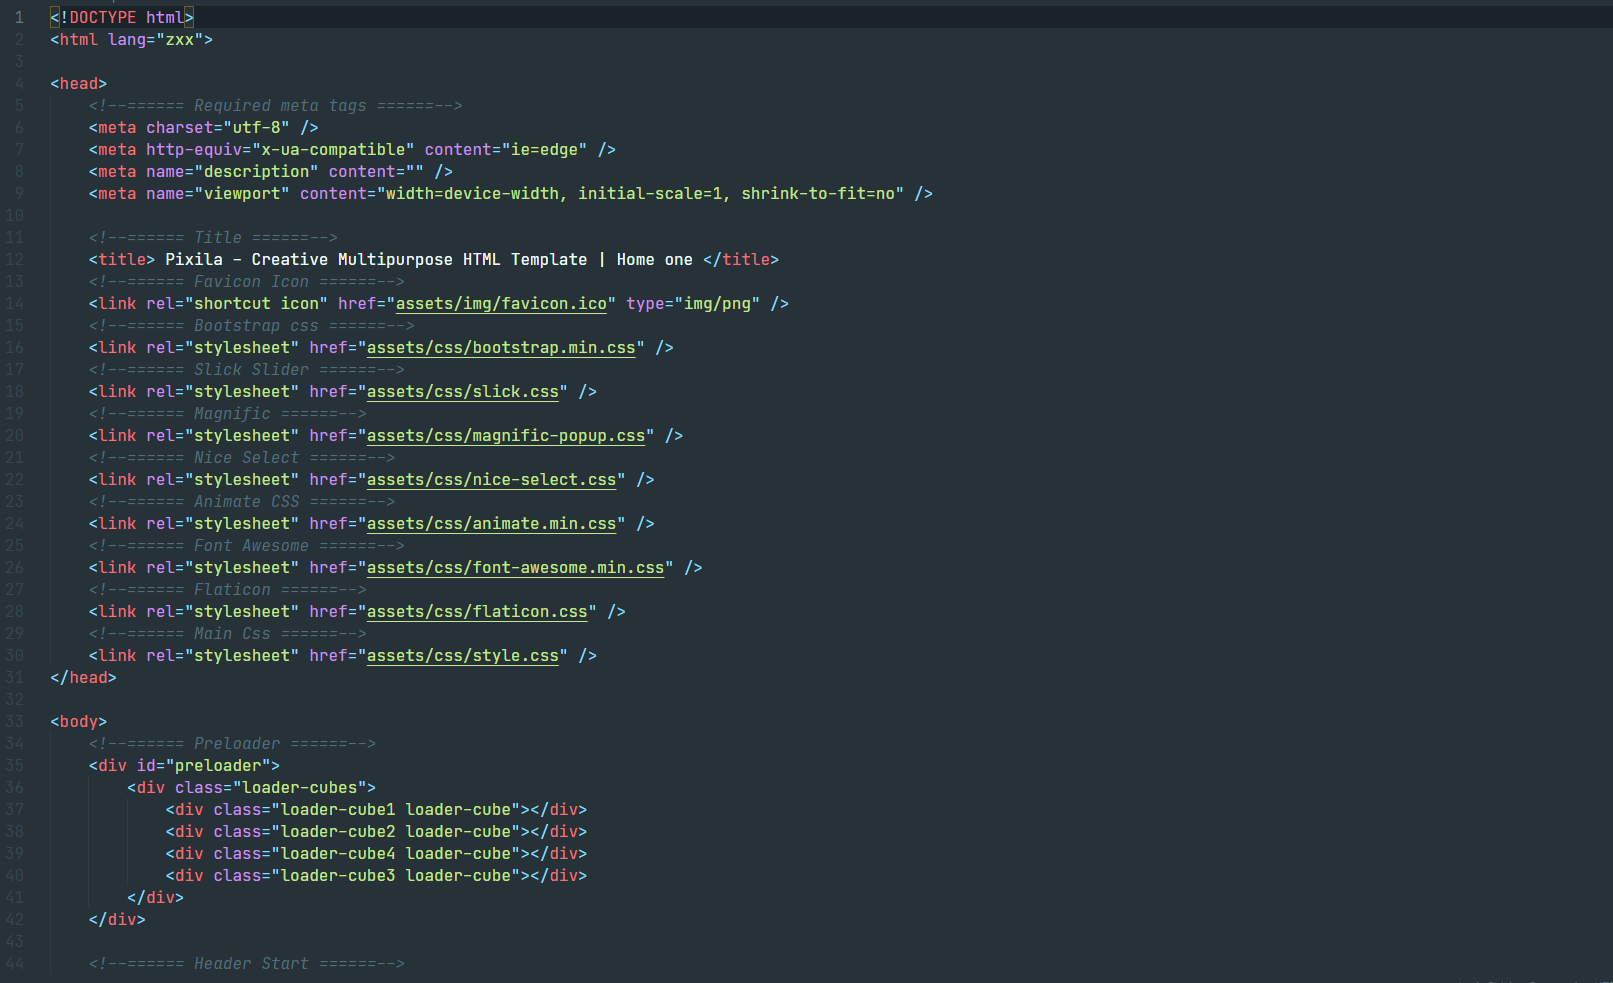 1 <!DOCTYPE html>
2 <html lang="zxx">
3
4 <head>
5 <!--====== Required meta tags ======-->
6 <meta charset="utf-8" />
7 <meta http-equiv="x-ua-compatible" content="ie=edge" />
8 <meta name="description" content="" />
9 <meta name="viewport" content="width=device-width, initial-scale=1, shrink-to-fit=no" />
10
11 <!--====== Title ======-->
12 <title> Pixila - Creative Multipurpose HTML Template | Home one </title>
13 <!--====== Favicon Icon ======-->
14 <link rel="shortcut icon" href="assets/img/favicon.ico" type="img/png" />
15 <!--====== Bootstrap css ======-->
16 <link rel="stylesheet" href="assets/css/bootstrap.min.css" />
17 <!--====== Slick Slider ======-->
18 <link rel="stylesheet" href="assets/css/slick.css" />
19 <!--====== Magnific ======-->
20 <link rel="stylesheet" href="assets/css/magnific-popup.css" />
21 <!--====== Nice Select ======-->
22 <link rel="stylesheet" href="assets/css/nice-select.css" />
23 <!--====== Animate CSS ======-->
24 <link rel="stylesheet" href="assets/css/animate.min.css" />
25 <!--====== Font Awesome ======-->
26 <link rel="stylesheet" href="assets/css/font-awesome.min.css" />
27 <!--====== Flaticon ======-->
28 <link rel="stylesheet" href="assets/css/flaticon.css" />
29 <!--====== Main Css ======-->
30 <link rel="stylesheet" href="assets/css/style.css" />
31 </head>
32
33 <body>
34 <!--====== Preloader ======-->
35 <div id="preloader">
36 <div class="loader-cubes">
37 <div class="loader-cube1 loader-cube"></div>
38 <div class="loader-cube2 loader-cube"></div>
39 <div class="loader-cube4 loader-cube"></div>
40 <div class="loader-cube3 loader-cube"></div>
41 </div>
42 </div>
43
44 <!--====== Header Start ======-->